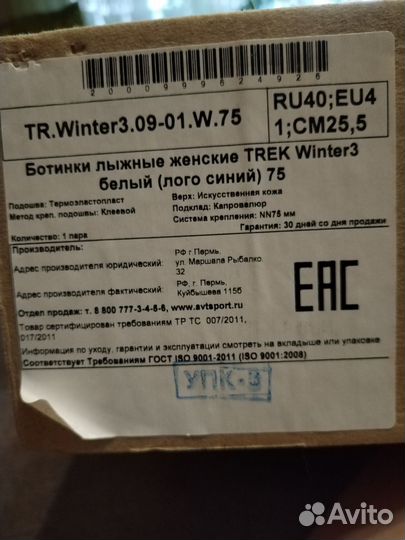 2000999624926
TR.Winter3.09-01.W.75
RU40;EU4
1;CM25,5
Ботинки лыжные женские TREK Winter3
белый (лого синий) 75
Подошва: Термоэластопласт
Метод креп. подошвы: Клеевой
Верх: Искусственная кожа
Подклад: Капровелюр
Система крепления: NN75 мм
Количество: 1 пара
Гарантия: 30 дней со дня продажи
Производитель:
Адрес производителя юридический:
РФ г Пермь,
ул. Маршала Рыбалко.
32
Адрес производителя фактический:
РФ, г. Пермь,
Куйбышева 115б
Отдел продаж: т. 8 800 777-3-4-6-6, www.avtsport.ru
Товар сертифицирован требованиям ТР ТС 007/2011,
017/2011
Информация по уходу, гарантии и эксплуатации смотреть на вкладыше или упаковке
Соответствует Требованиям ГОСТ ISO 9001-2011 (ISO 9001:2008)
EAC
УПК-3
Avito